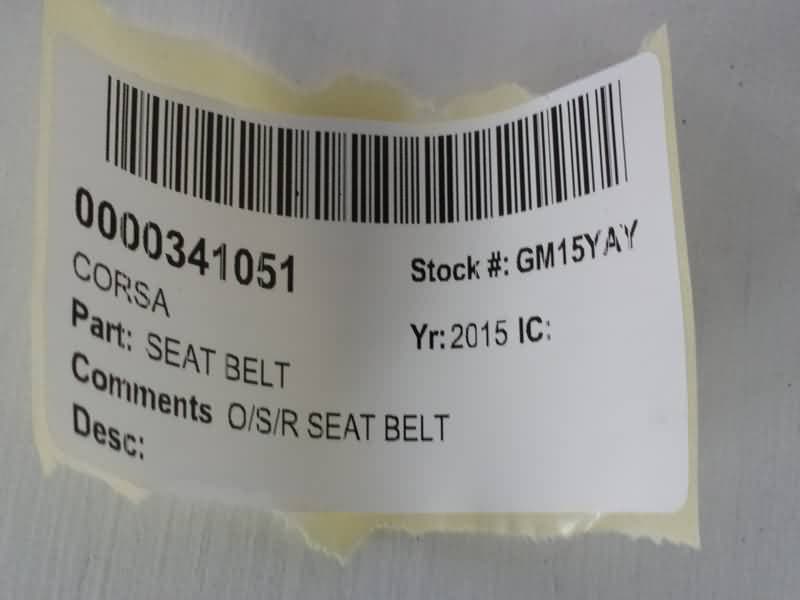 0000341051
Stock #: GM15YAY
CORSA
Yr: 2015 IC:
Part: SEAT BELT
Comments O/S/R SEAT BELT
Desc: